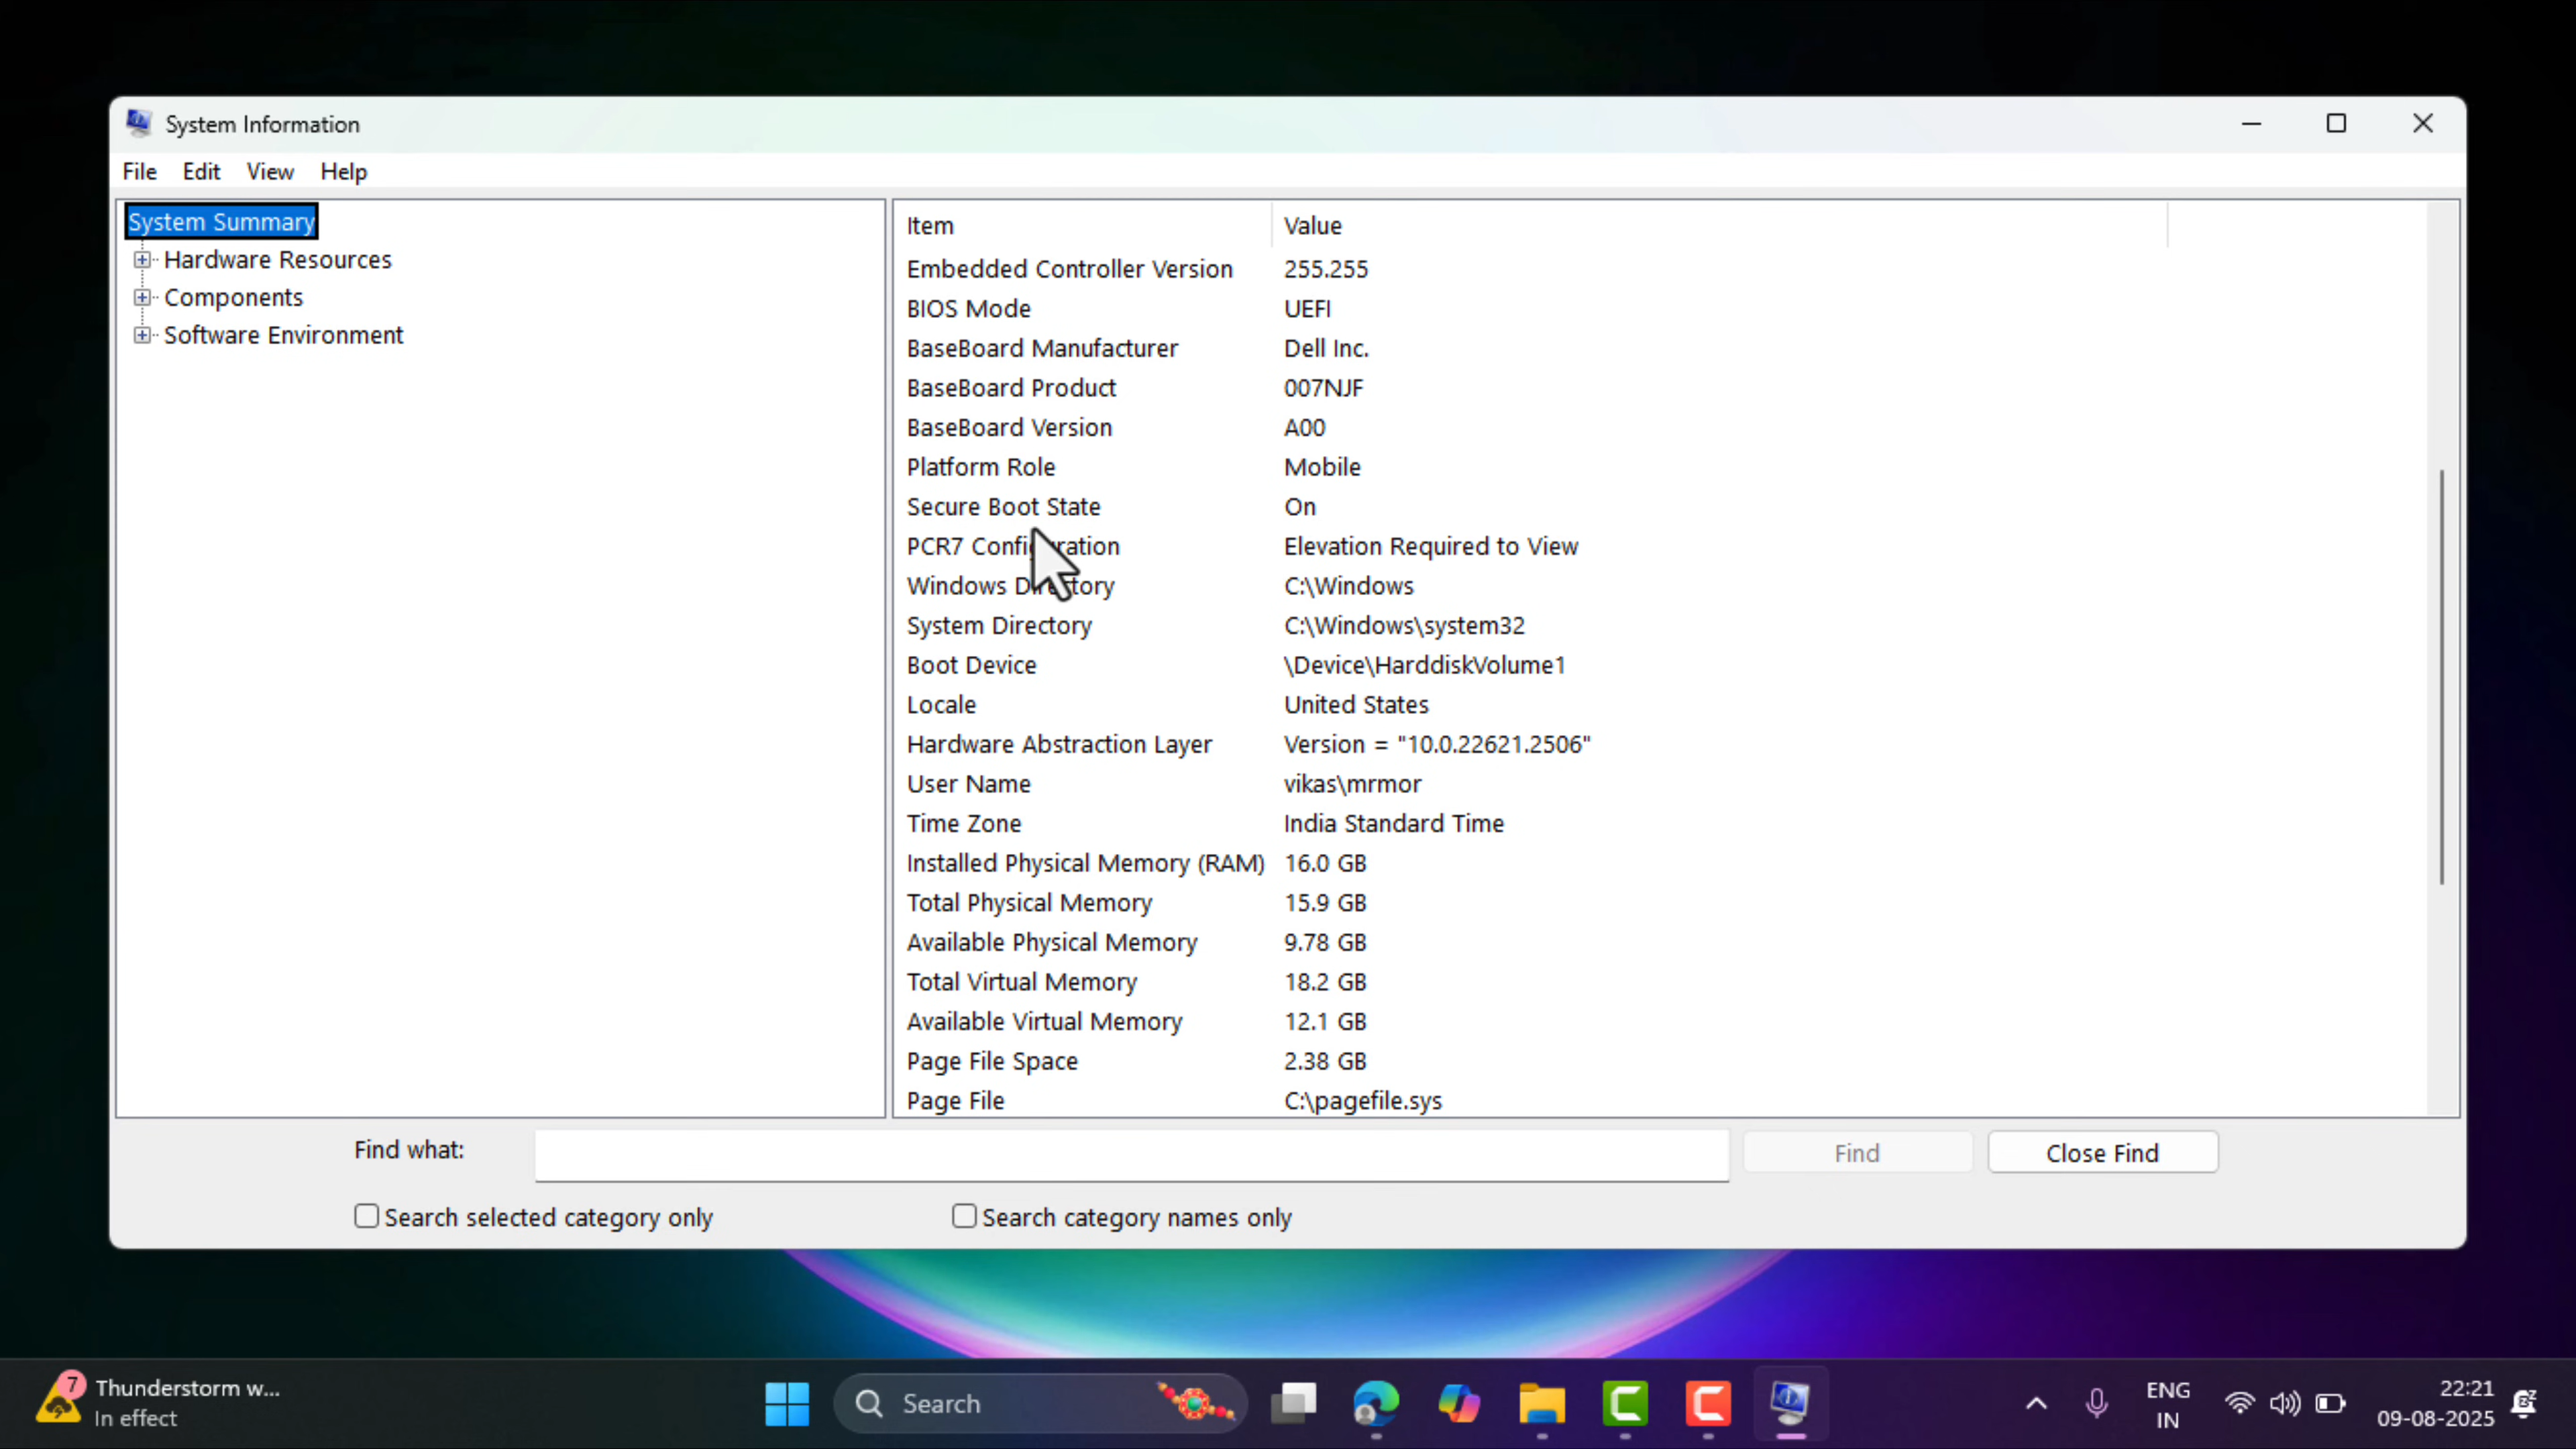 System Information
File Edit View Help
System Summary
Hardware Resources
Components
Software Environment
Item Value
Embedded Controller Version 255.255
BIOS Mode UEFI
BaseBoard Manufacturer Dell Inc.
BaseBoard Product 007NJF
BaseBoard Version A00
Platform Role Mobile
Secure Boot State On
PCR7 Configuration Elevation Required to View
Windows Directory C:\Windows
System Directory C:\Windows\system32
Boot Device \Device\HarddiskVolume1
Locale United States
Hardware Abstraction Layer Version = "10.0.22621.2506"
User Name vikas\mrmor
Time Zone India Standard Time
Installed Physical Memory (RAM) 16.0 GB
Total Physical Memory 15.9 GB
Available Physical Memory 9.78 GB
Total Virtual Memory 18.2 GB
Available Virtual Memory 12.1 GB
Page File Space 2.38 GB
Page File C:\pagefile.sys
Find what: Find Close Find
Search selected category only Search category names only
7 Thunderstorm w...
In effect
Search
ENG
IN
22:21
09-08-2025